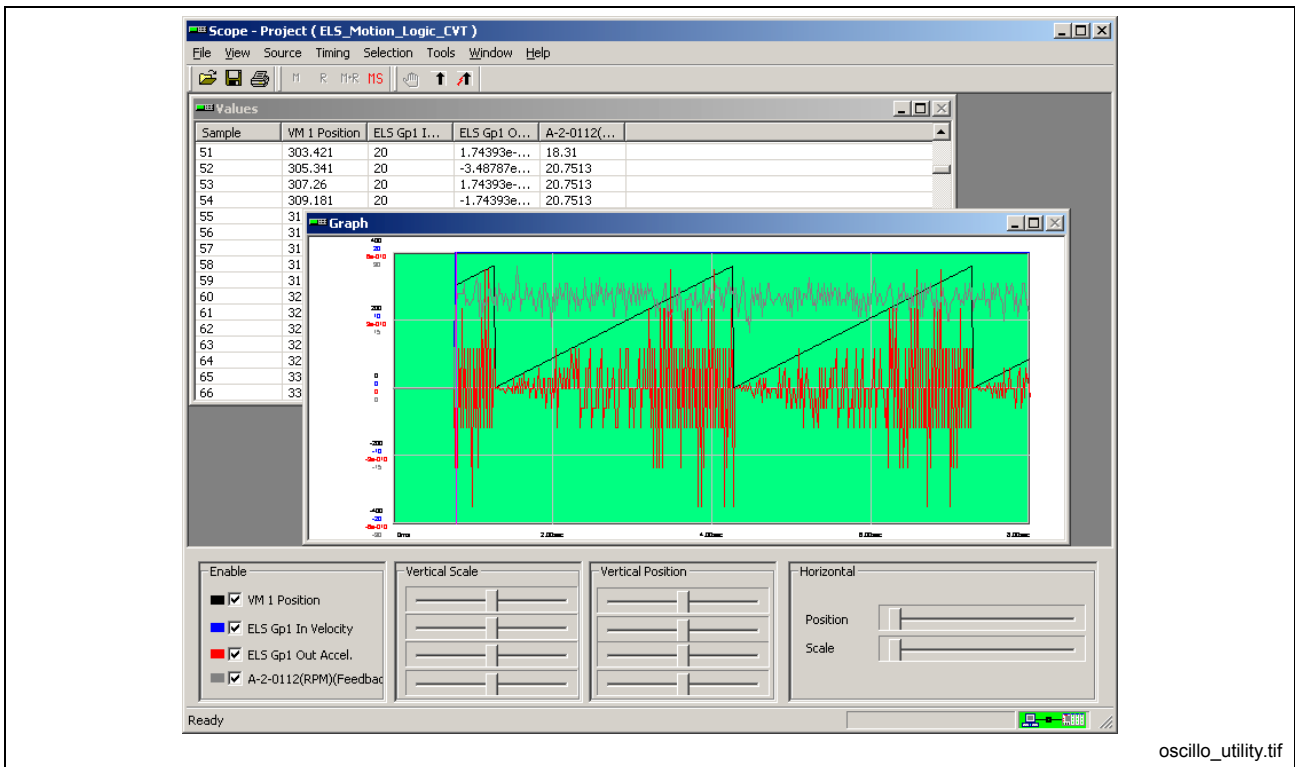 Scope - Project ( ELS_Motion_Logic_CVT )
File View Source Timing Selection Tools Window Help
M R M+R MS
Values
Sample VM 1 Position ELS Gp1 I... ELS Gp1 O... A-2-0112(...
51 303.421 20 1.74393e-... 18.31
52 305.341 20 -3.48787e... 20.7513
53 307.26 20 1.74393e-... 20.7513
54 309.181 20 -1.74393e... 20.7513
55 31
56 31
57 31
58 31
59 31
60 32
61 32
62 32
63 32
64 32
65 33
66 33
Graph
400
20
30
200
10
15
0
0
0
0
-200
-10
-15
-400
-20
-30
2.00sec 4.00sec
Enable
VM 1 Position
ELS Gp1 In Velocity
ELS Gp1 Out Accel.
A-2-0112(RPM)(Feedbac
Vertical Scale
Vertical Position
Horizontal
Position
Scale
Ready
oscillo_utility.tif